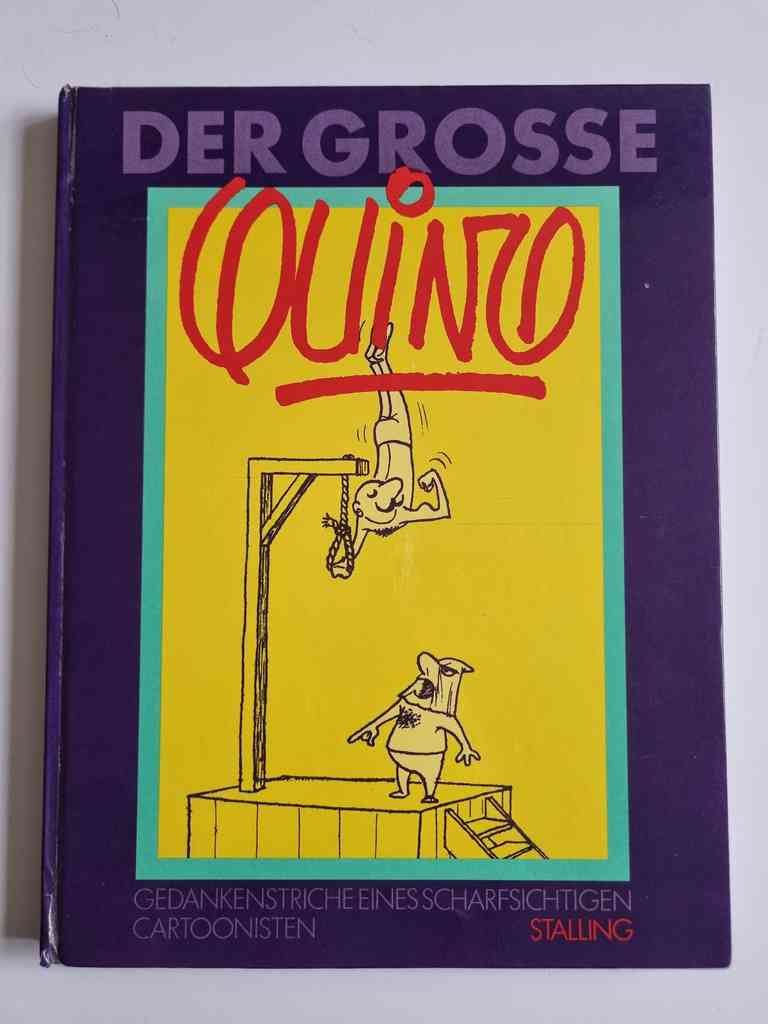 DER GROSSE
QUINO
GEDANKENSTRICHE EINES SCHARFSICHTIGEN
CARTOONISTEN
STALLING